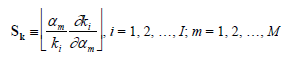 S_k ≡ ⌊ α_m/k_i ∂k_i/∂α_m ⌋, i = 1, 2, …, I; m = 1, 2, …, M